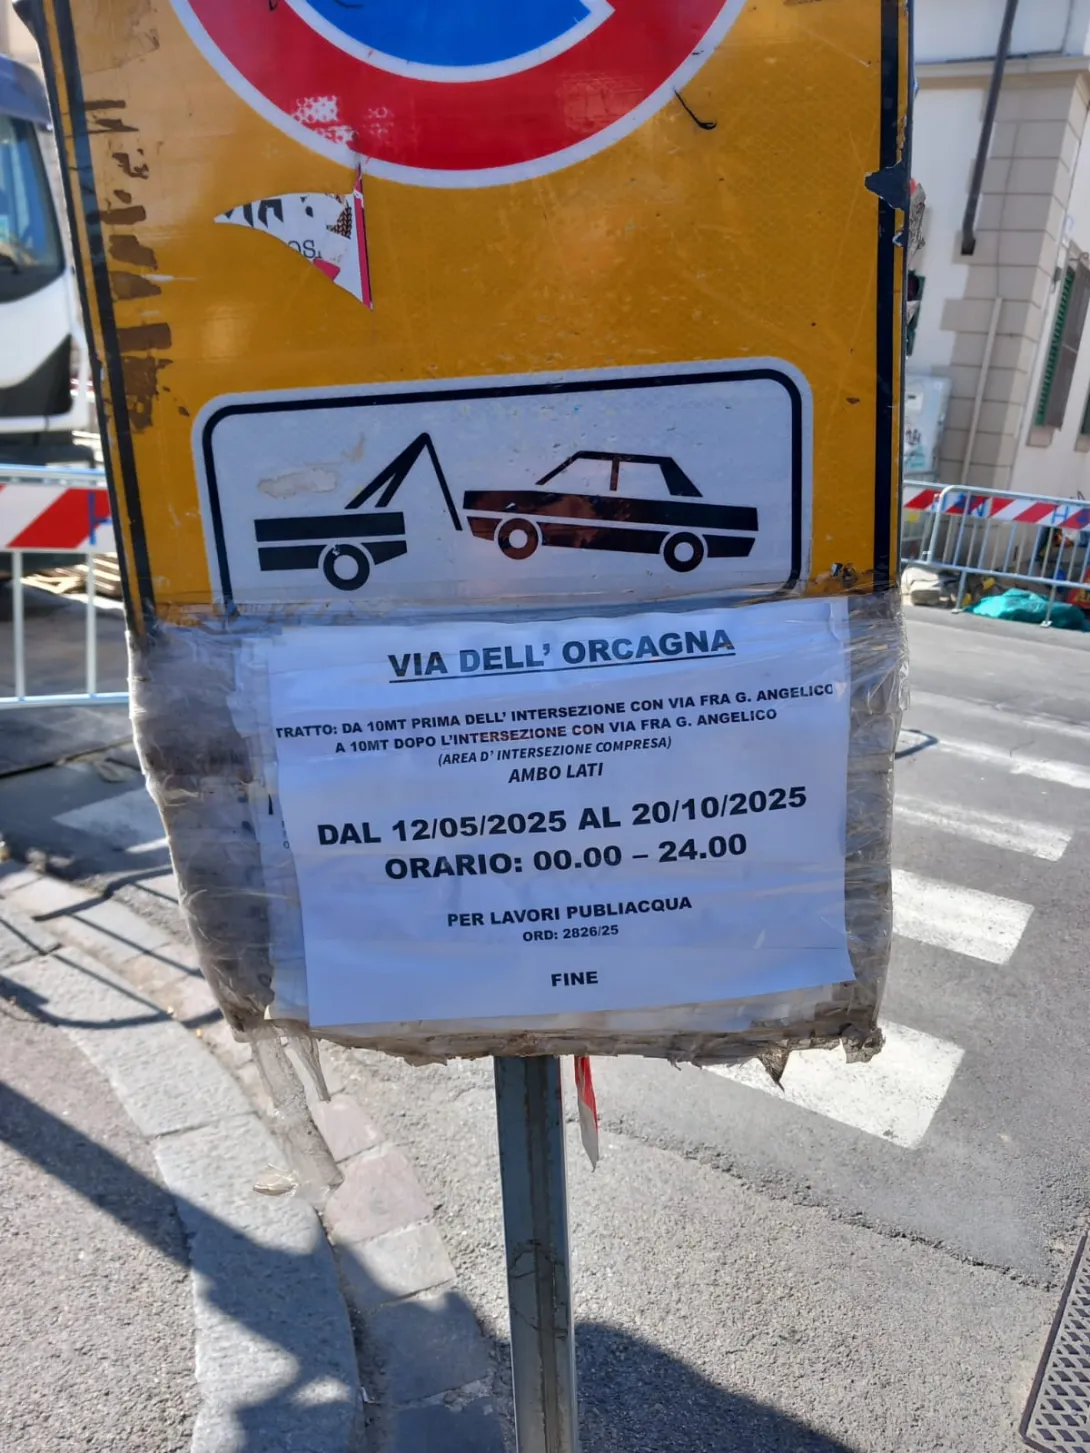 OS.
VIA DELL' ORCAGNA
TRATTO: DA 10MT PRIMA DELL' INTERSEZIONE CON VIA FRA G. ANGELICO
A 10MT DOPO L'INTERSEZIONE CON VIA FRA G. ANGELICO
(AREA D' INTERSEZIONE COMPRESA)
AMBO LATI
DAL 12/05/2025 AL 20/10/2025
ORARIO: 00.00 – 24.00
PER LAVORI PUBLIACQUA
ORD: 2826/25
FINE